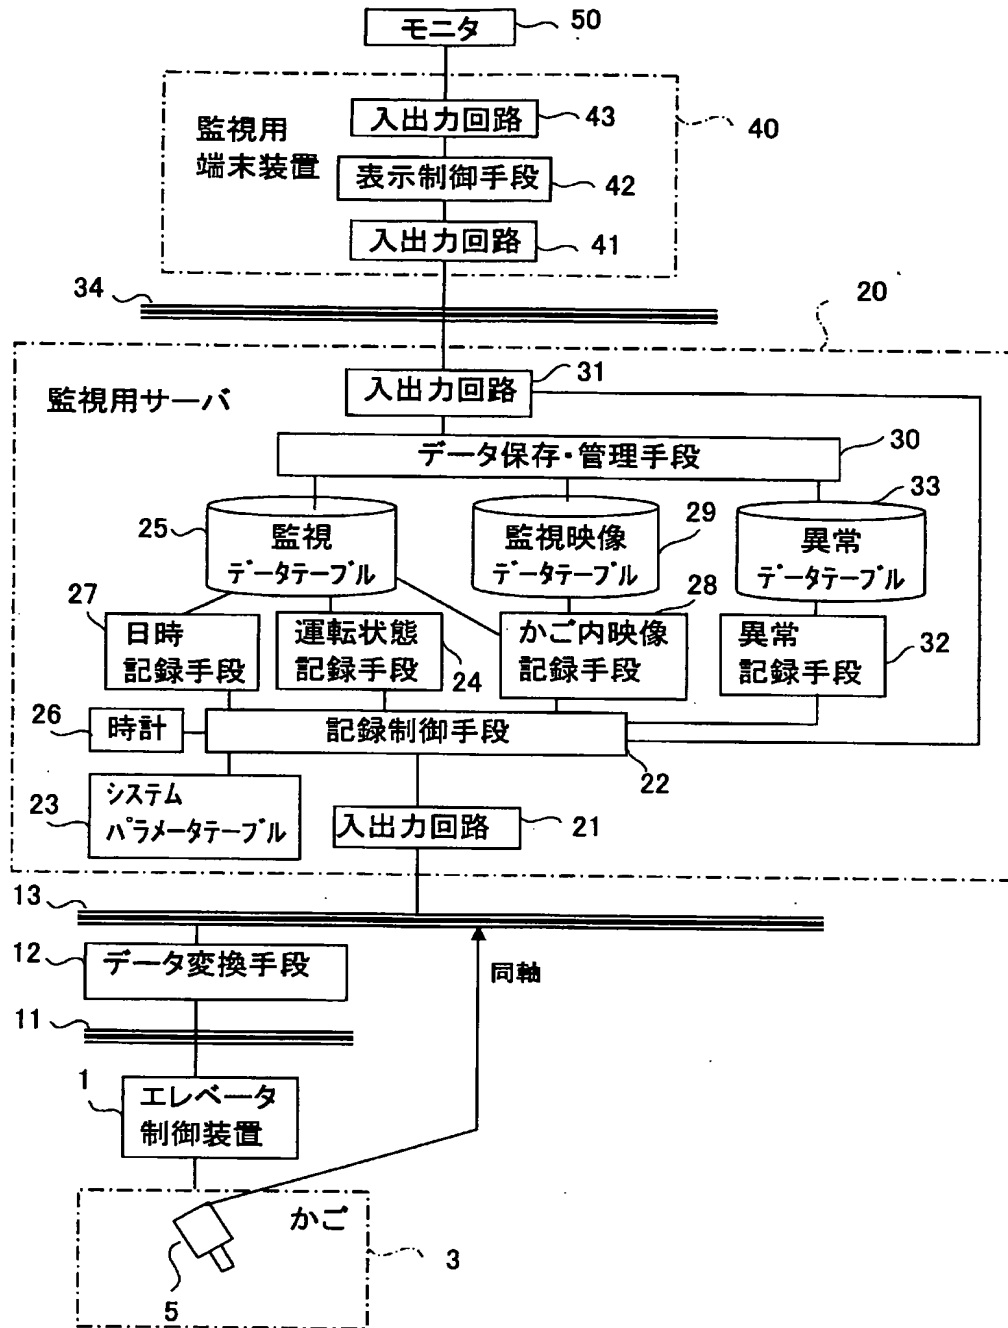 モニタ
50
監視用
端末装置
入出力回路
43
40
表示制御手段
42
入出力回路
41
34
20
監視用サーバ
入出力回路
31
データ保存・管理手段
30
25
監視
データテーブル
監視映像
データテーブル
29
異常
データテーブル
33
27
日時
記録手段
運転状態
記録手段
24
かご内映像
記録手段
28
異常
記録手段
32
26
時計
記録制御手段
22
23
システム
パラメータテーブル
入出力回路
21
13
12
データ変換手段
同軸
11
1
エレベータ
制御装置
かご
3
5